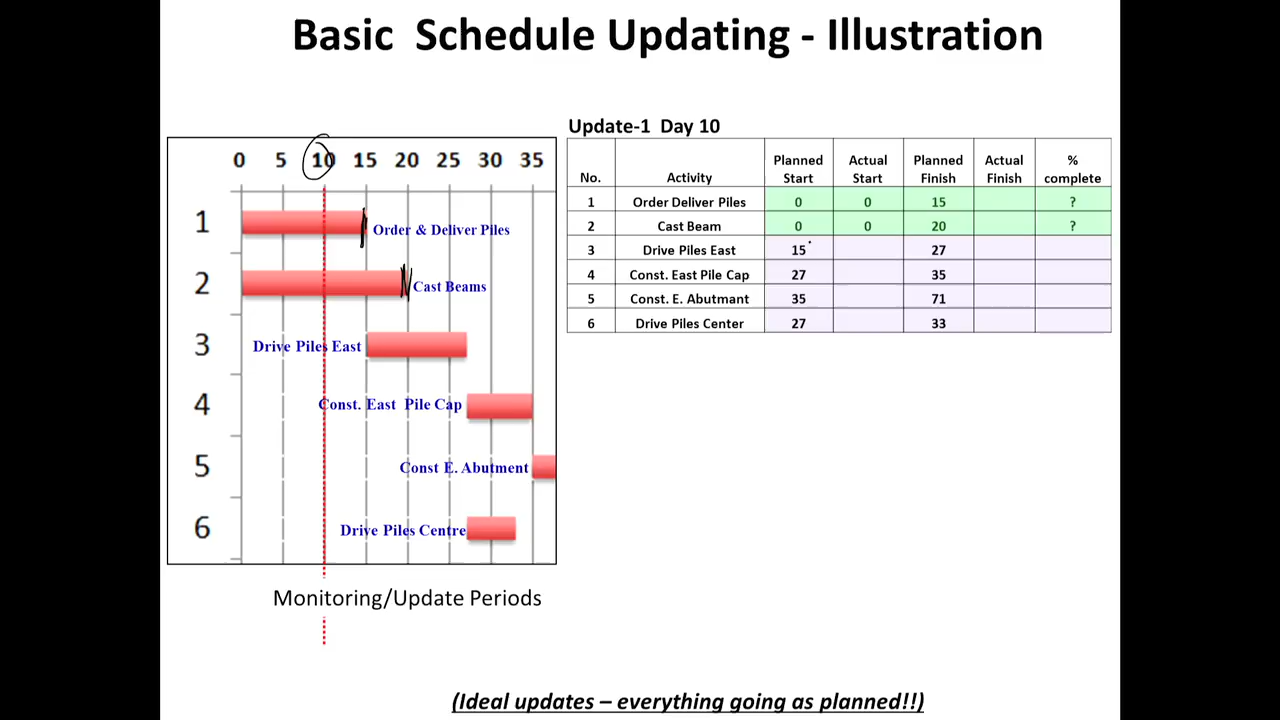 Basic Schedule Updating - Illustration
Update-1 Day 10
0 5 10 15 20 25 30 35
1 Order & Deliver Piles
2 Cast Beams
3 Drive Piles East
4 Const. East Pile Cap
5 Const E. Abutment
6 Drive Piles Centre
Monitoring/Update Periods
No. Activity Planned Start Actual Start Planned Finish Actual Finish % complete
1 Order Deliver Piles 0 0 15 ?
2 Cast Beam 0 0 20 ?
3 Drive Piles East 15 27
4 Const. East Pile Cap 27 35
5 Const. E. Abutmant 35 71
6 Drive Piles Center 27 33
(Ideal updates – everything going as planned!!)